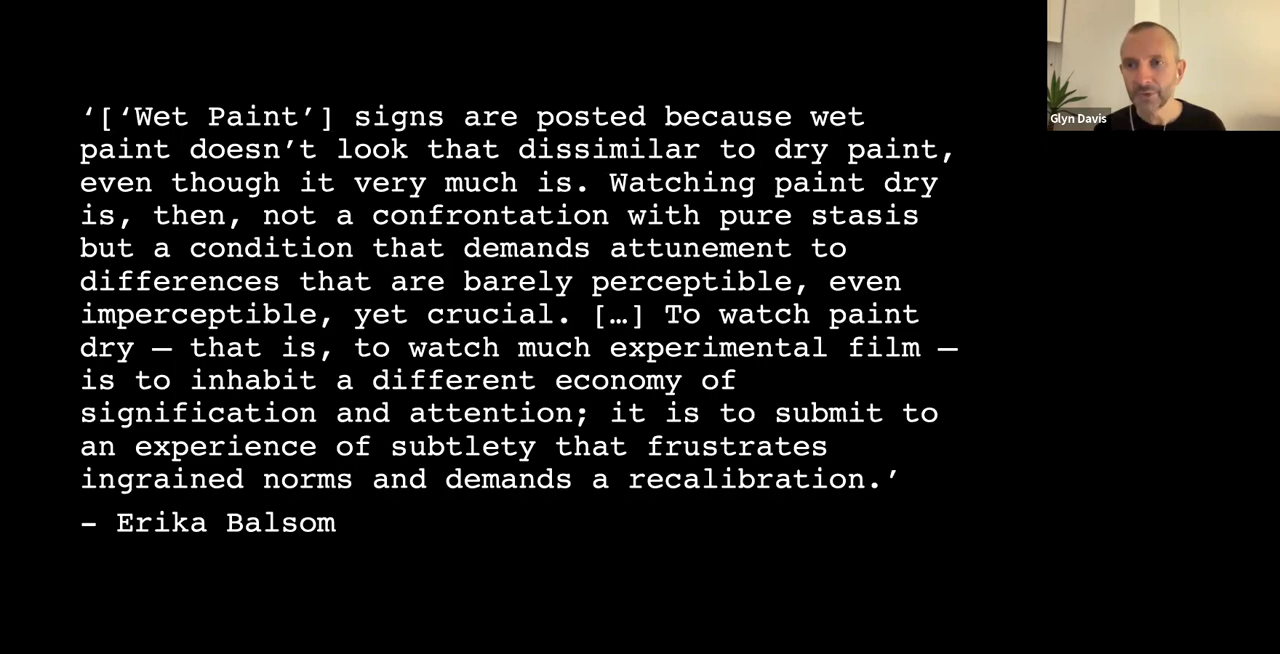 ‘[‘Wet Paint’] signs are posted because wet
paint doesn’t look that dissimilar to dry paint,
even though it very much is. Watching paint dry
is, then, not a confrontation with pure stasis
but a condition that demands attunement to
differences that are barely perceptible, even
imperceptible, yet crucial. […] To watch paint
dry — that is, to watch much experimental film —
is to inhabit a different economy of
signification and attention; it is to submit to
an experience of subtlety that frustrates
ingrained norms and demands a recalibration.’
– Erika Balsom
Glyn Davis